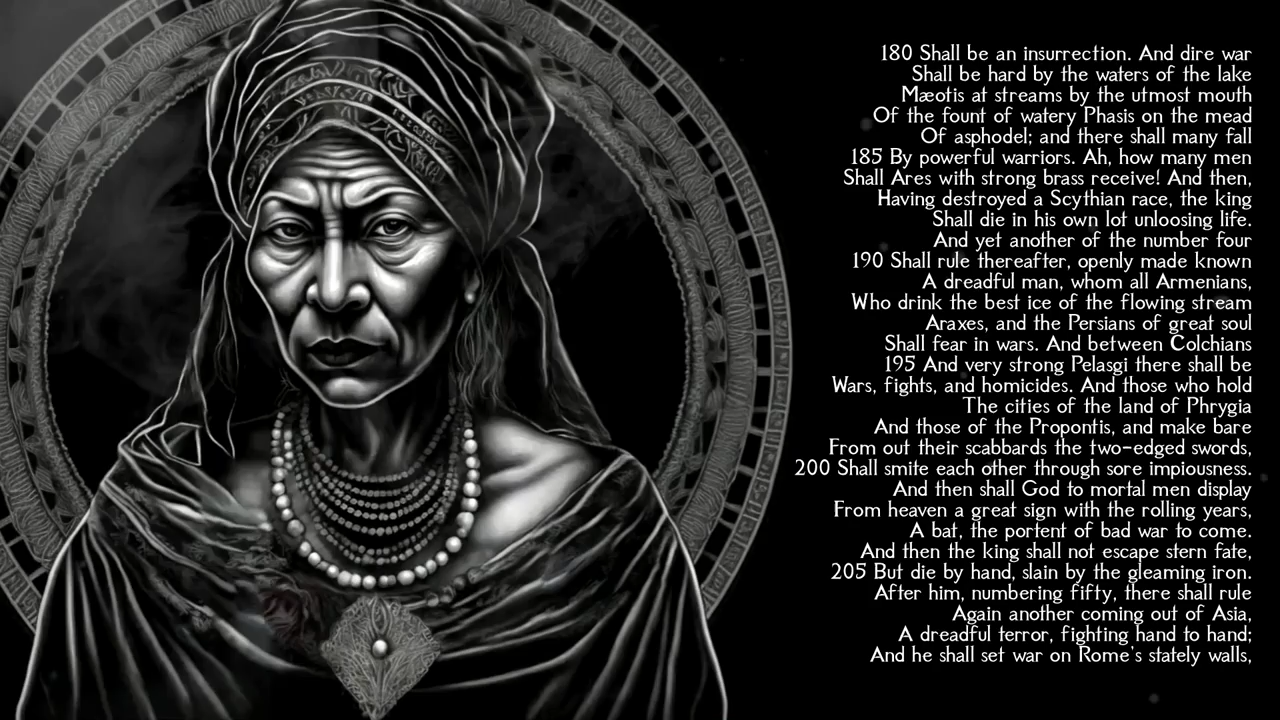 180 Shall be an insurrection. And dire war
Shall be hard by the waters of the lake
Mæotis at streams by the utmost mouth
Of the fount of watery Phasis on the mead
Of asphodel; and there shall many fall
185 By powerful warriors. Ah, how many men
Shall Ares with strong brass receive! And then,
Having destroyed a Scythian race, the king
Shall die in his own lot unloosing life.
And yet another of the number four
190 Shall rule thereafter, openly made known
A dreadful man, whom all Armenians,
Who drink the best ice of the flowing stream
Araxes, and the Persians of great soul
Shall fear in wars. And between Colchians
195 And very strong Pelasgi there shall be
Wars, fights, and homicides. And those who hold
The cities of the land of Phrygia
And those of the Propontis, and make bare
From out their scabbards the two-edged swords,
200 Shall smite each other through sore impiousness.
And then shall God to mortal men display
From heaven a great sign with the rolling years,
A bat, the portent of bad war to come.
And then the king shall not escape stern fate,
205 But die by hand, slain by the gleaming iron.
After him, numbering fifty, there shall rule
Again another coming out of Asia,
A dreadful terror, fighting hand to hand;
And he shall set war on Rome's stately walls,